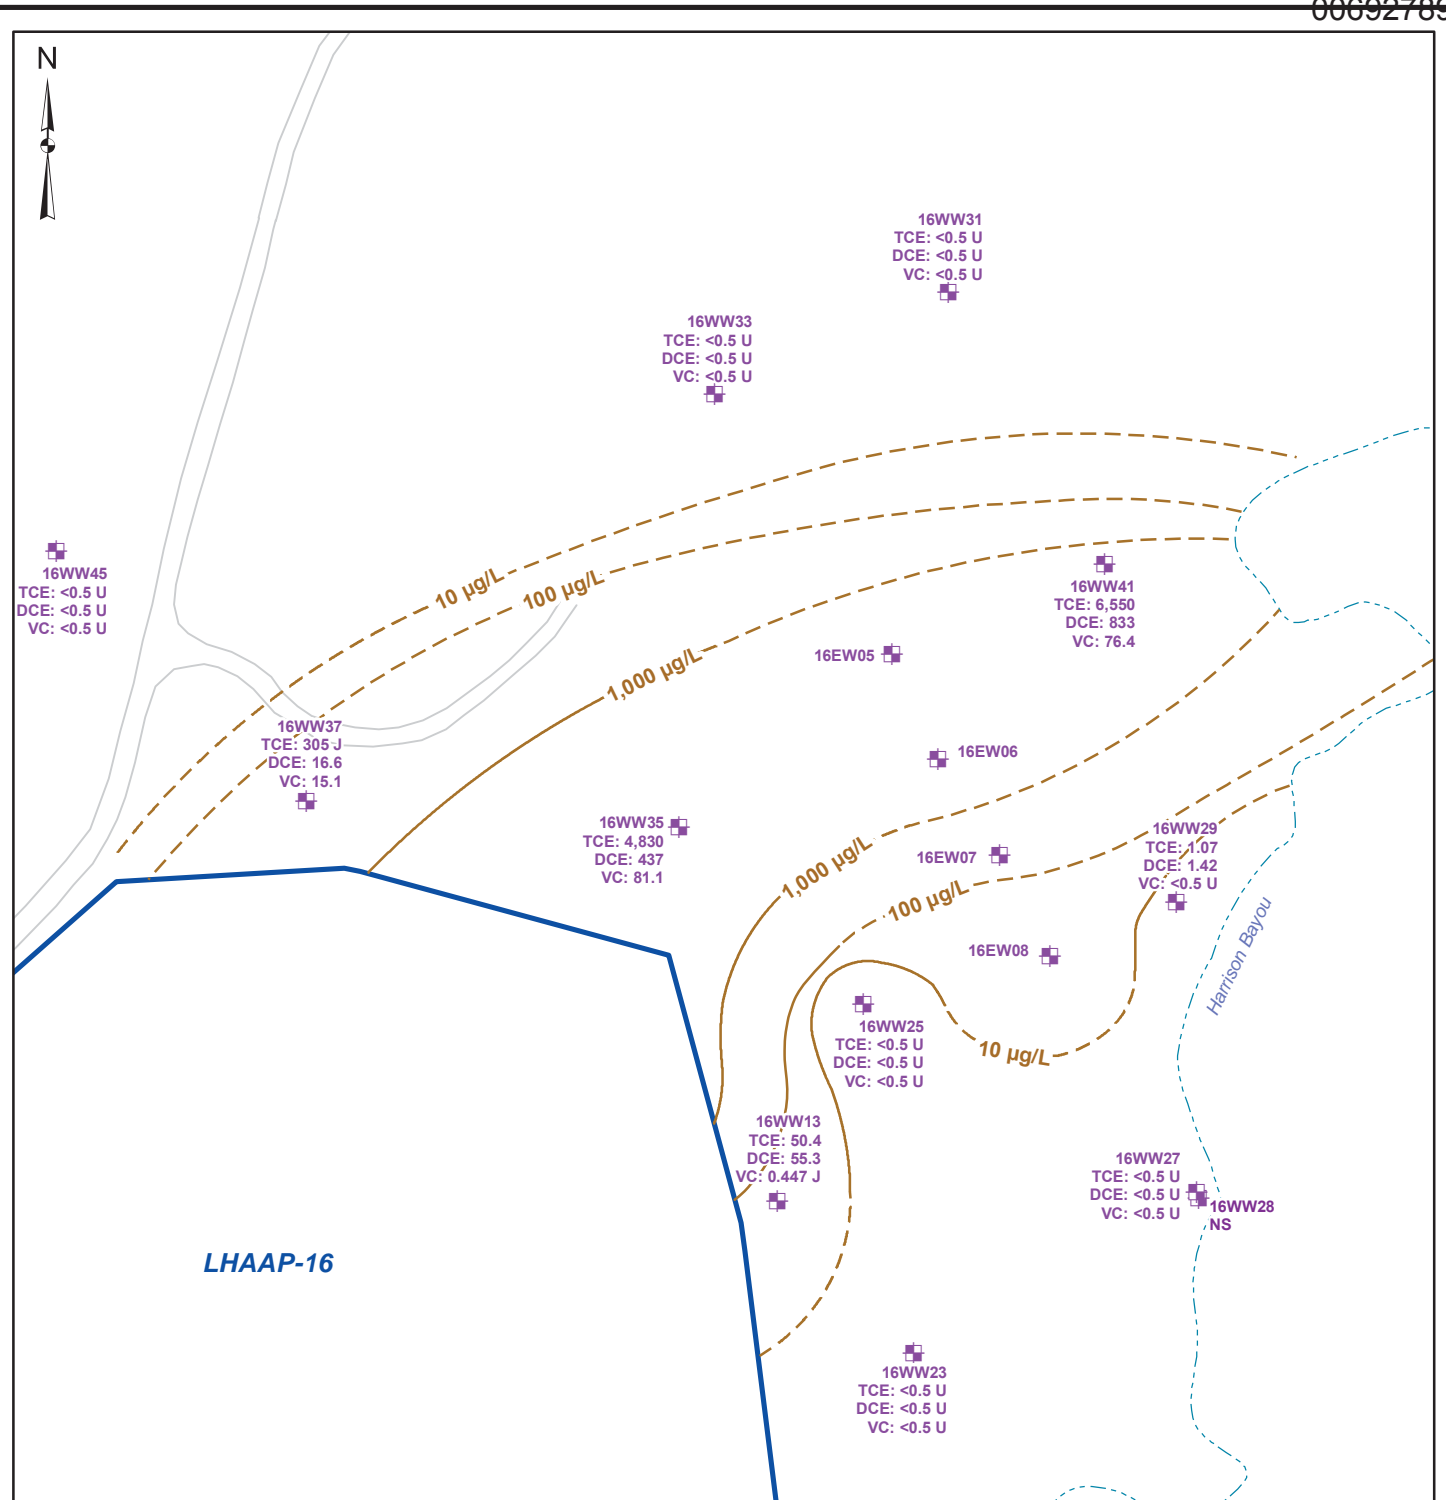 00692789
N
16WW31
TCE: <0.5 U
DCE: <0.5 U
VC: <0.5 U
16WW33
TCE: <0.5 U
DCE: <0.5 U
VC: <0.5 U
16WW45
TCE: <0.5 U
DCE: <0.5 U
VC: <0.5 U
10 µg/L
100 µg/L
16WW41
TCE: 6,550
DCE: 833
VC: 76.4
16EW05
1,000 µg/L
16WW37
TCE: 305 J
DCE: 16.6
VC: 15.1
16EW06
16WW35
TCE: 4,830
DCE: 437
VC: 81.1
1,000 µg/L
16EW07
16WW29
TCE: 1.07
DCE: 1.42
VC: <0.5 U
100 µg/L
16EW08
Harrison Bayou
16WW25
TCE: <0.5 U
DCE: <0.5 U
VC: <0.5 U
10 µg/L
16WW13
TCE: 50.4
DCE: 55.3
VC: 0.447 J
16WW27
TCE: <0.5 U
DCE: <0.5 U
VC: <0.5 U
16WW28
NS
LHAAP-16
16WW23
TCE: <0.5 U
DCE: <0.5 U
VC: <0.5 U